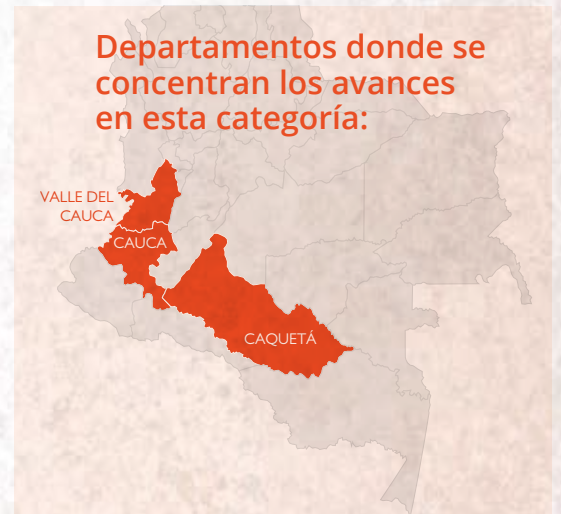 Departamentos donde se
concentran los avances
en esta categoría:
VALLE DEL
CAUCA
CAUCA
CAQUETÁ